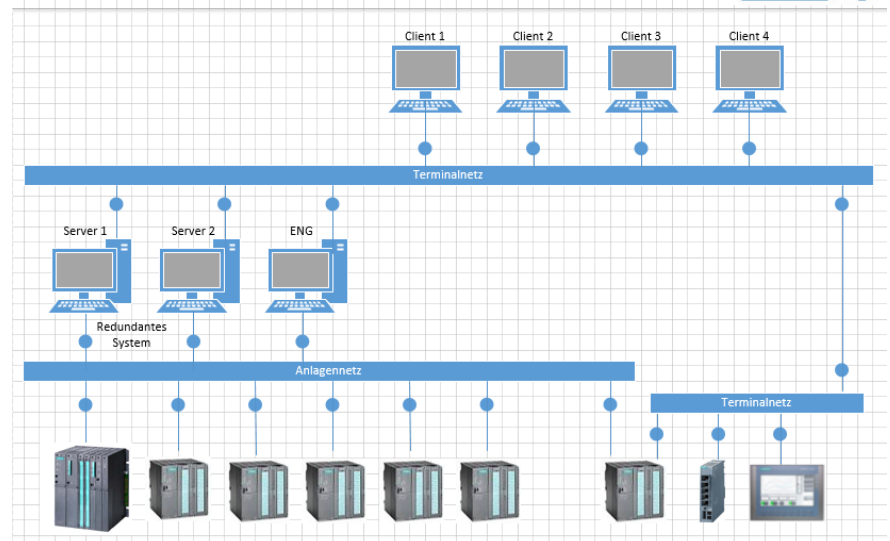 Client 1
Client 2
Client 3
Client 4
Terminalnetz
Server 1
Server 2
ENG
Redundantes
System
Anlagennetz
Terminalnetz